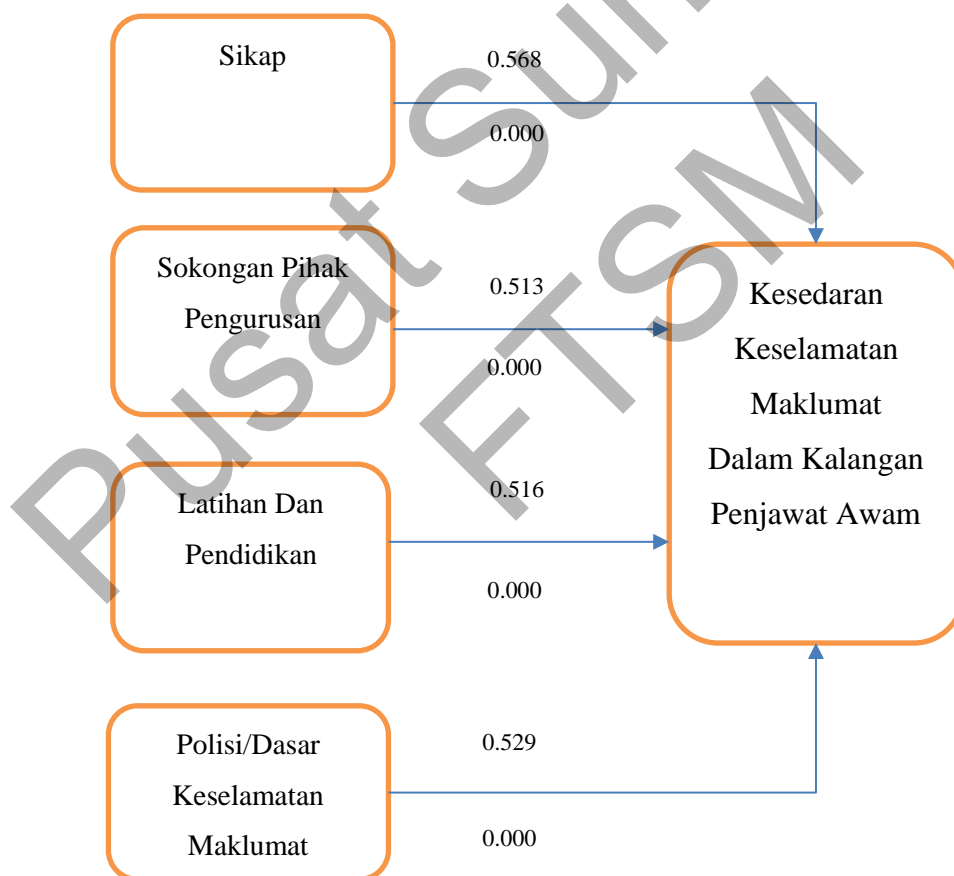 Sikap
0.568
0.000
Sokongan Pihak
Pengurusan
0.513
0.000
Latihan Dan
Pendidikan
0.516
0.000
Polisi/Dasar
Keselamatan
Maklumat
0.529
0.000
Kesedaran
Keselamatan
Maklumat
Dalam Kalangan
Penjawat Awam
Pusat
FTSM